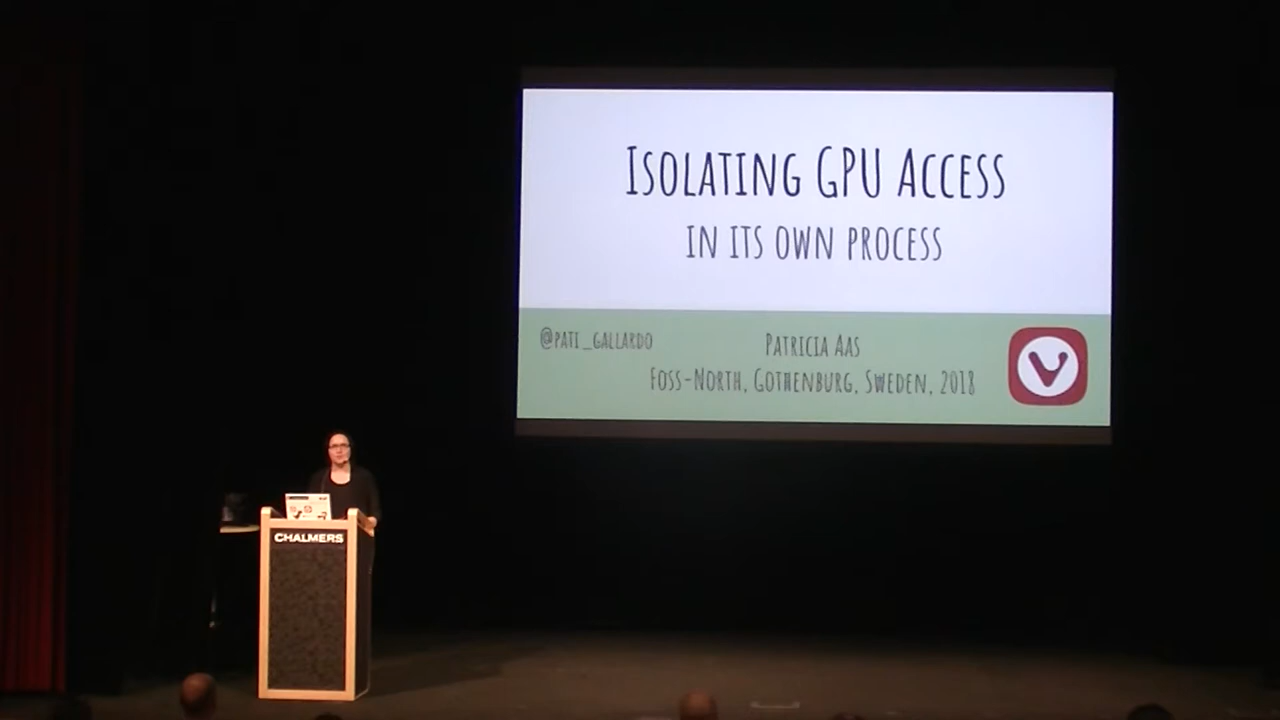 Isolating GPU Access
in its own process
@pati_gallardo
Patricia Aas
Foss-North, Gothenburg, Sweden, 2018
CHALMERS